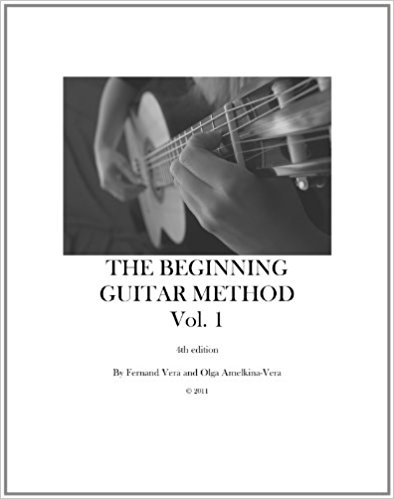 THE BEGINNING
GUITAR METHOD
Vol. 1
4th edition
By Fernand Vera and Olga Amelkina-Vera
© 2011